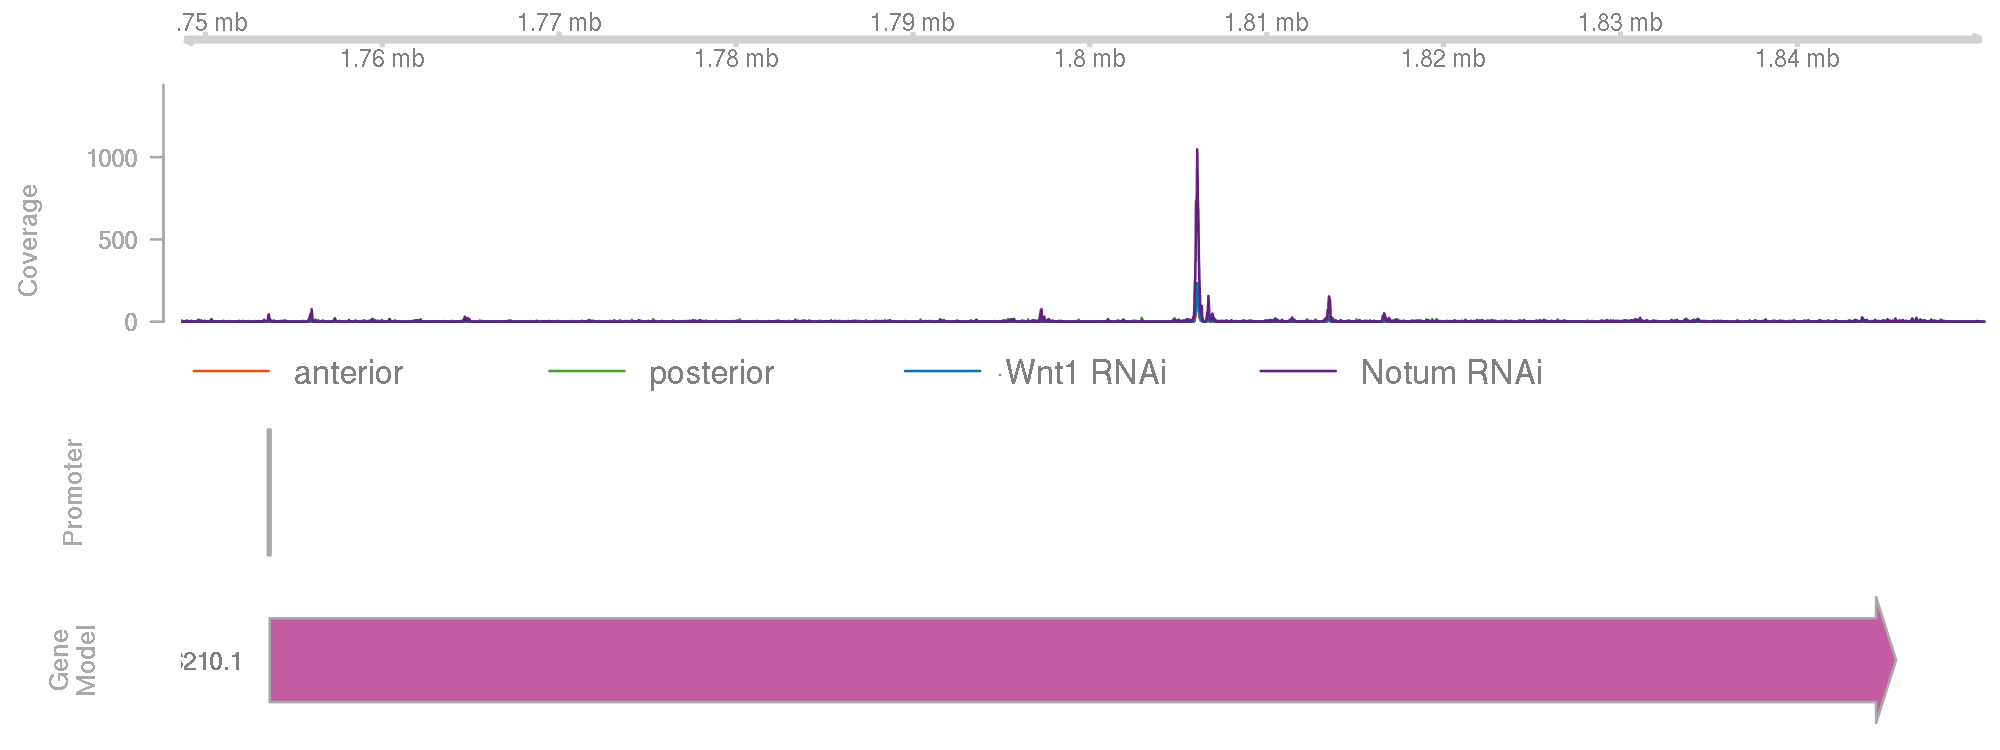 .75 mb 1.77 mb 1.79 mb 1.81 mb 1.83 mb
1.76 mb 1.78 mb 1.8 mb 1.82 mb 1.84 mb
Coverage
1000
500
0
anterior posterior Wnt1 RNAi Notum RNAi
Promoter
Gene
Model
210.1